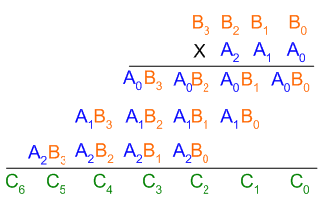 B₃ B₂ B₁ B₀
X A₂ A₁ A₀
A₀B₃ A₀B₂ A₀B₁ A₀B₀
A₁B₃ A₁B₂ A₁B₁ A₁B₀
A₂B₃ A₂B₂ A₂B₁ A₂B₀
C₆ C₅ C₄ C₃ C₂ C₁ C₀